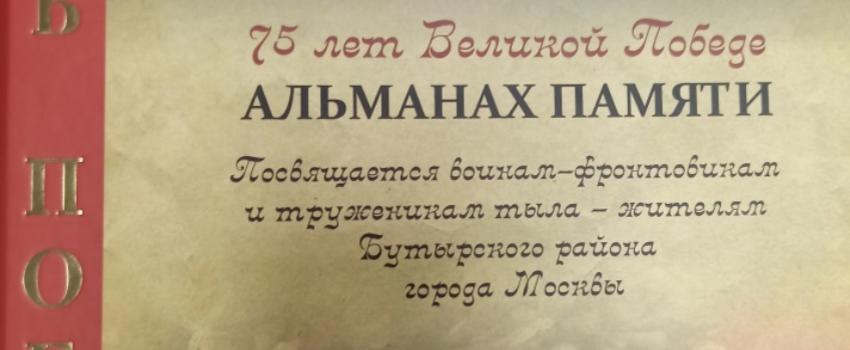 75 лет Великой Победе
АЛЬМАНАХ ПАМЯТИ
Посвящается воинам-фронтовикам
и труженикам тыла – жителям
Бутырского района
города Москвы
Ь
П
О